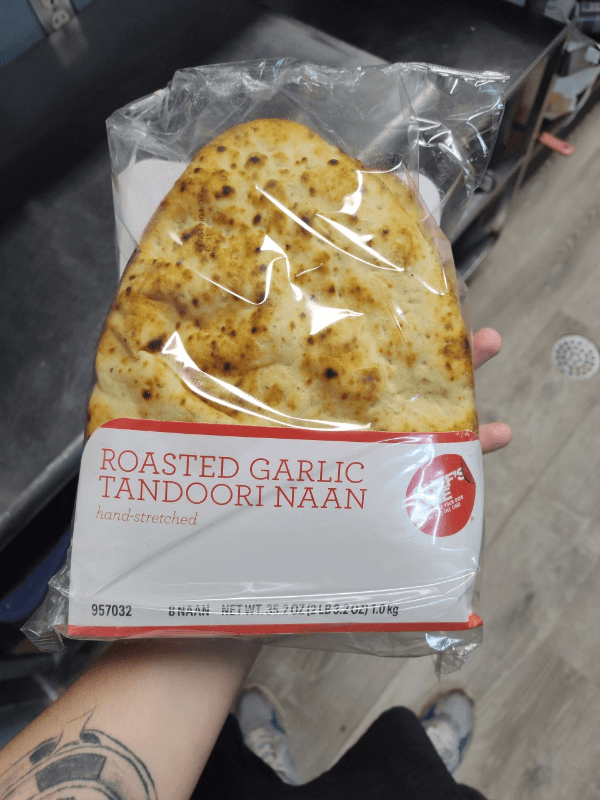 ROASTED GARLIC
TANDOORI NAAN
hand-stretched
957032 8 NAAN NET WT. 35.2 OZ (2 LB 3.2 OZ) 1.0 kg